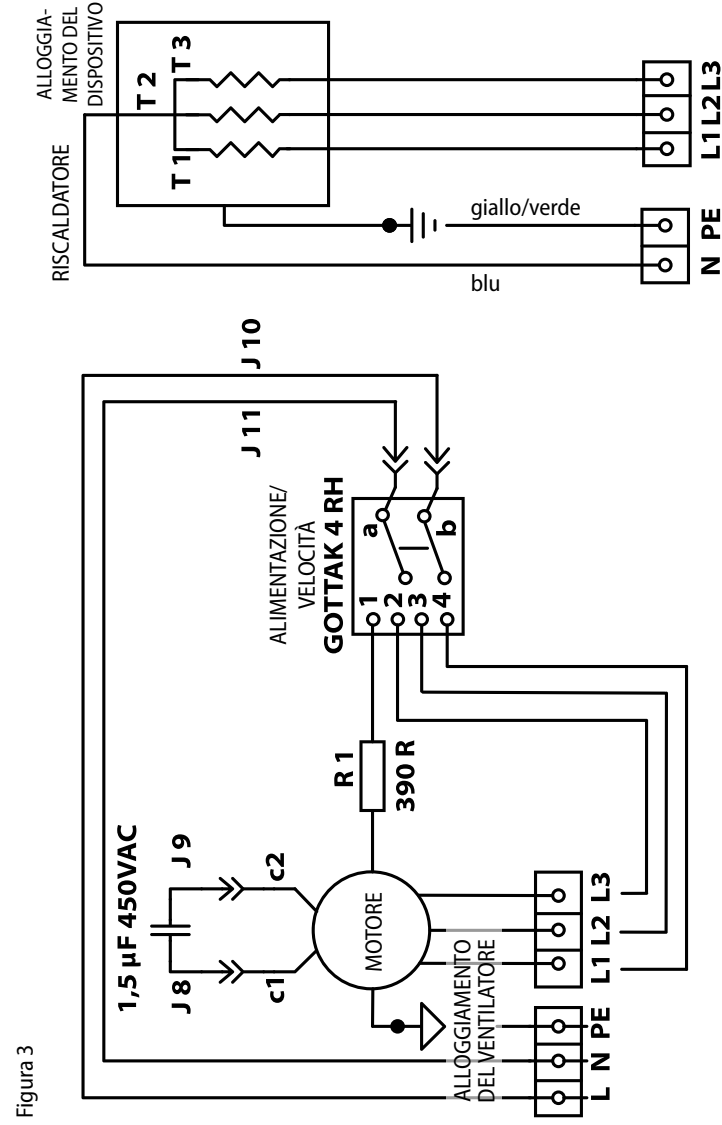 Figura 3
1,5 µF 450VAC
J 8
J 9
c1
c2
MOTORE
R 1
390 R
ALIMENTAZIONE/
VELOCITÀ
GOTTAK 4 RH
1
2
3
4
a
b
J 11
J 10
ALLOGGIAMENTO
DEL VENTILATORE
L N PE
L1 L2 L3
RISCALDATORE
ALLOGGIA-
MENTO DEL
DISPOSITIVO
T 1
T 2
T 3
giallo/verde
blu
N PE
L1 L2 L3